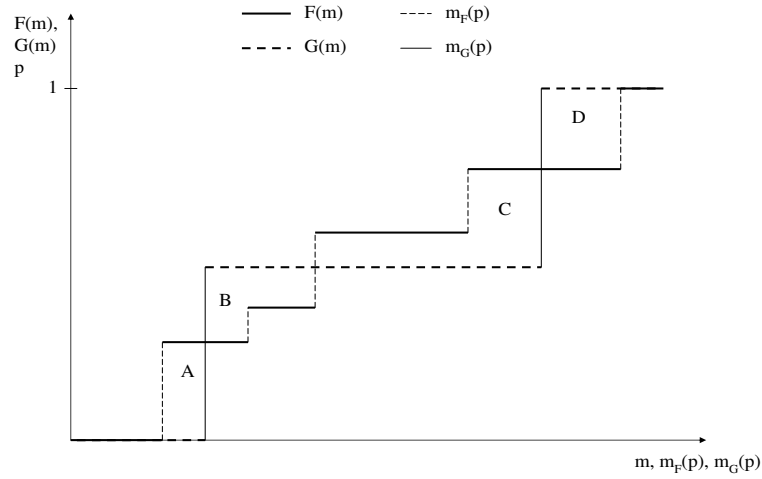 F(m),
G(m)
p
F(m)
m_F(p)
G(m)
m_G(p)
1
D
C
B
A
m, m_F(p), m_G(p)